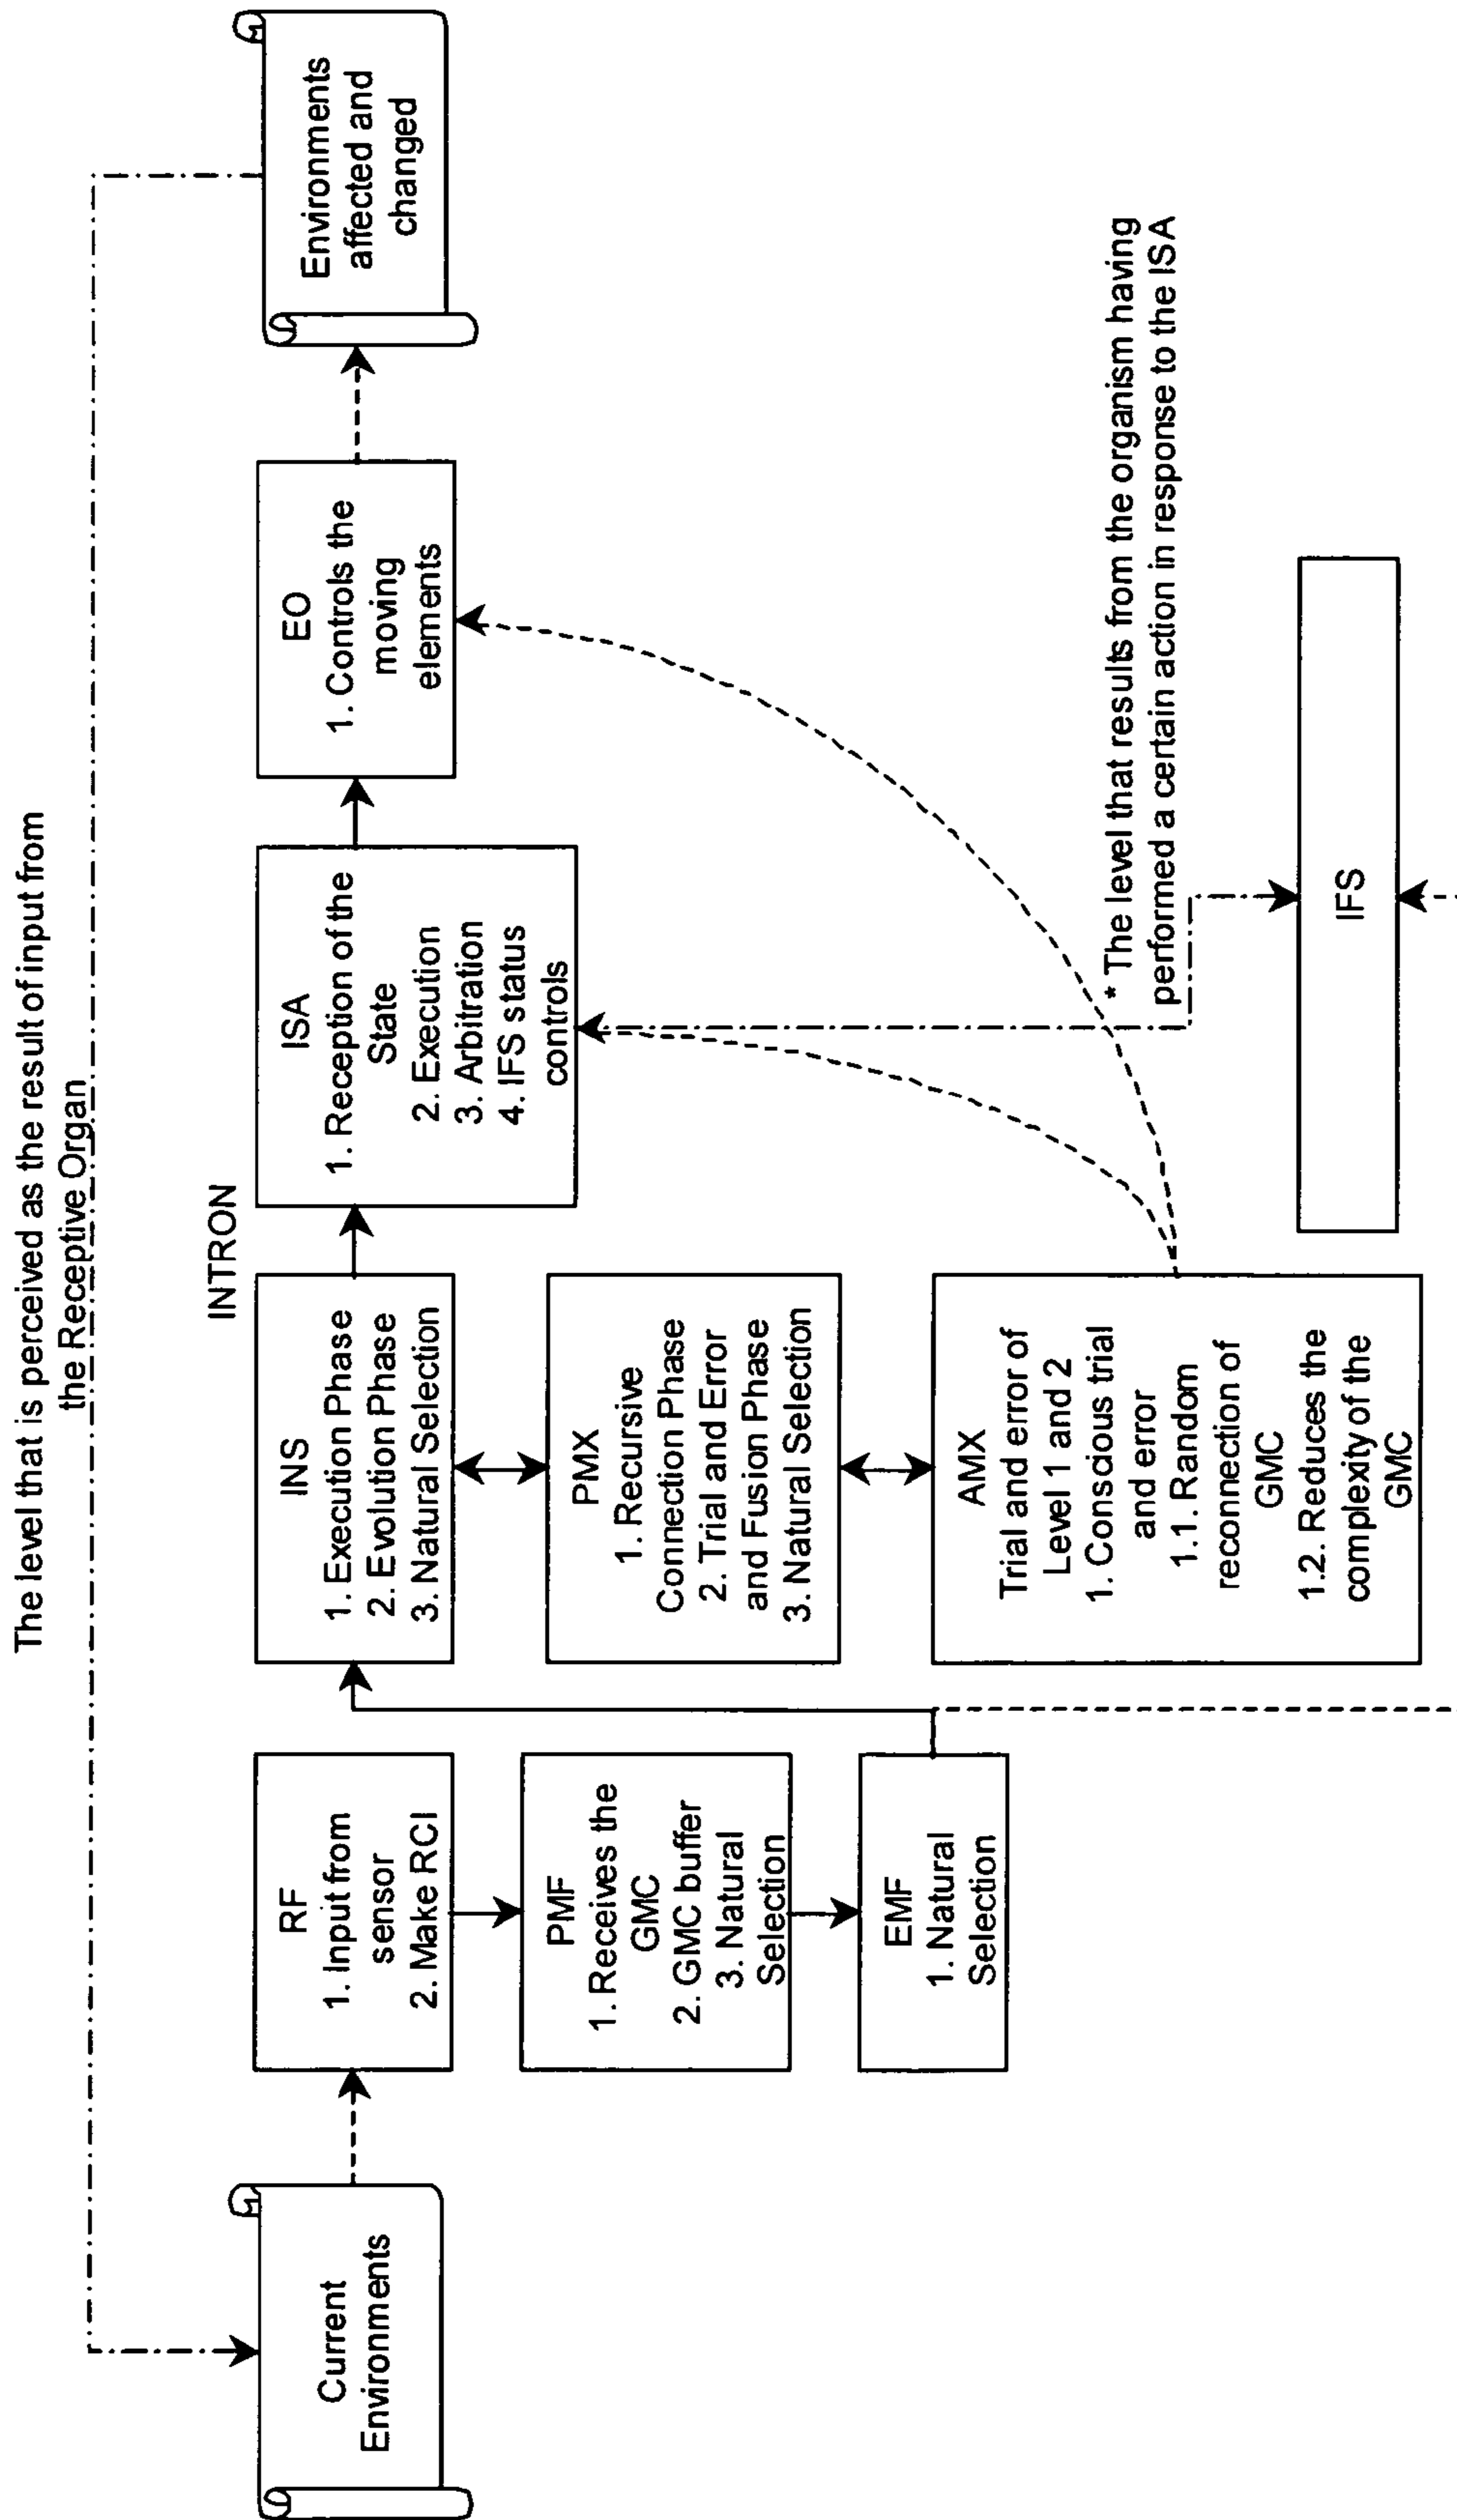 The level that is perceived as the result of input from
the Receptive Organ
Current
Environments
RF
1. Input from
sensor
2. Make RCI
PMF
1. Receives the
GMC
2. GMC buffer
3. Natural
Selection
EMF
1. Natural
Selection
INTRON
INS
1. Execution Phase
2. Evolution Phase
3. Natural Selection
PMX
1. Recursive
Connection Phase
2. Trial and Error
and Fusion Phase
3. Natural Selection
AMX
Trial and error of
Level 1 and 2
1. Conscious trial
and error
1.1. Random
reconnection of
GMC
1.2. Reduces the
complexity of the
GMC
ISA
1. Reception of the
State
2. Execution
3. Arbitration
4. IFS status
controls
EO
1. Controls the
moving
elements
Environments
affected and
changed
* The level that results from the organism having
performed a certain action in response to the ISA
IFS